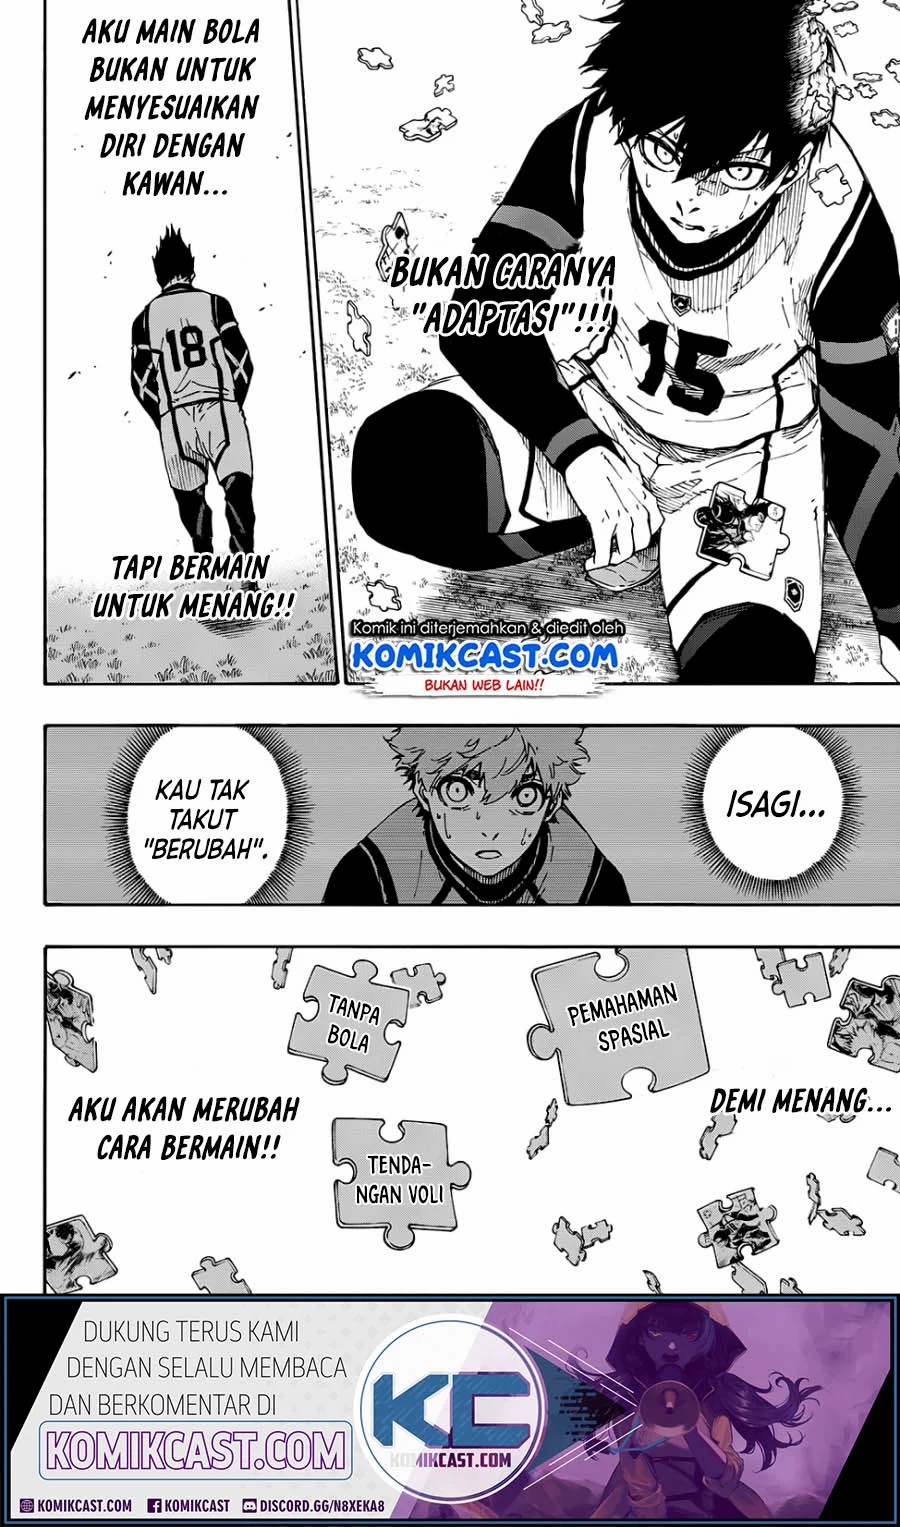 BUKAN CARANYA
"ADAPTASI"!!!
15
AKU MAIN BOLA
BUKAN UNTUK
MENYESUAIKAN
DIRI DENGAN
KAWAN...
18
TAPI BERMAIN
UNTUK MENANG!!
Komik ini diterjemahkan & diedit oleh
KOMIKCAST.COM
BUKAN WEB LAIN!!
ISAGI...
KAU TAK
TAKUT
"BERUBAH".
PEMAHAMAN
SPASIAL
TANPA
BOLA
DEMI MENANG...
AKU AKAN MERUBAH
CARA BERMAIN!!
TENDA-
NGAN VOLI
DUKUNG TERUS KAMI
DENGAN SELALU MEMBACA
DAN BERKOMENTAR DI
KOMIKCAST.COM
KC
KOMIKCAST.COM
KOMIKCAST.COM KOMIKCAST DISCORD.GG/N8XEKA8